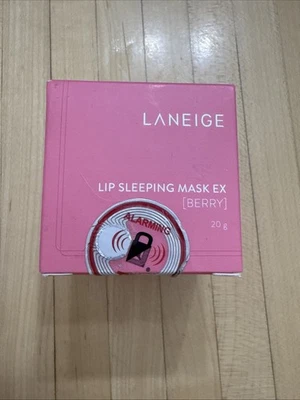 LANEIGE
LIP SLEEPING MASK EX
[BERRY]
20 g
ALARMING